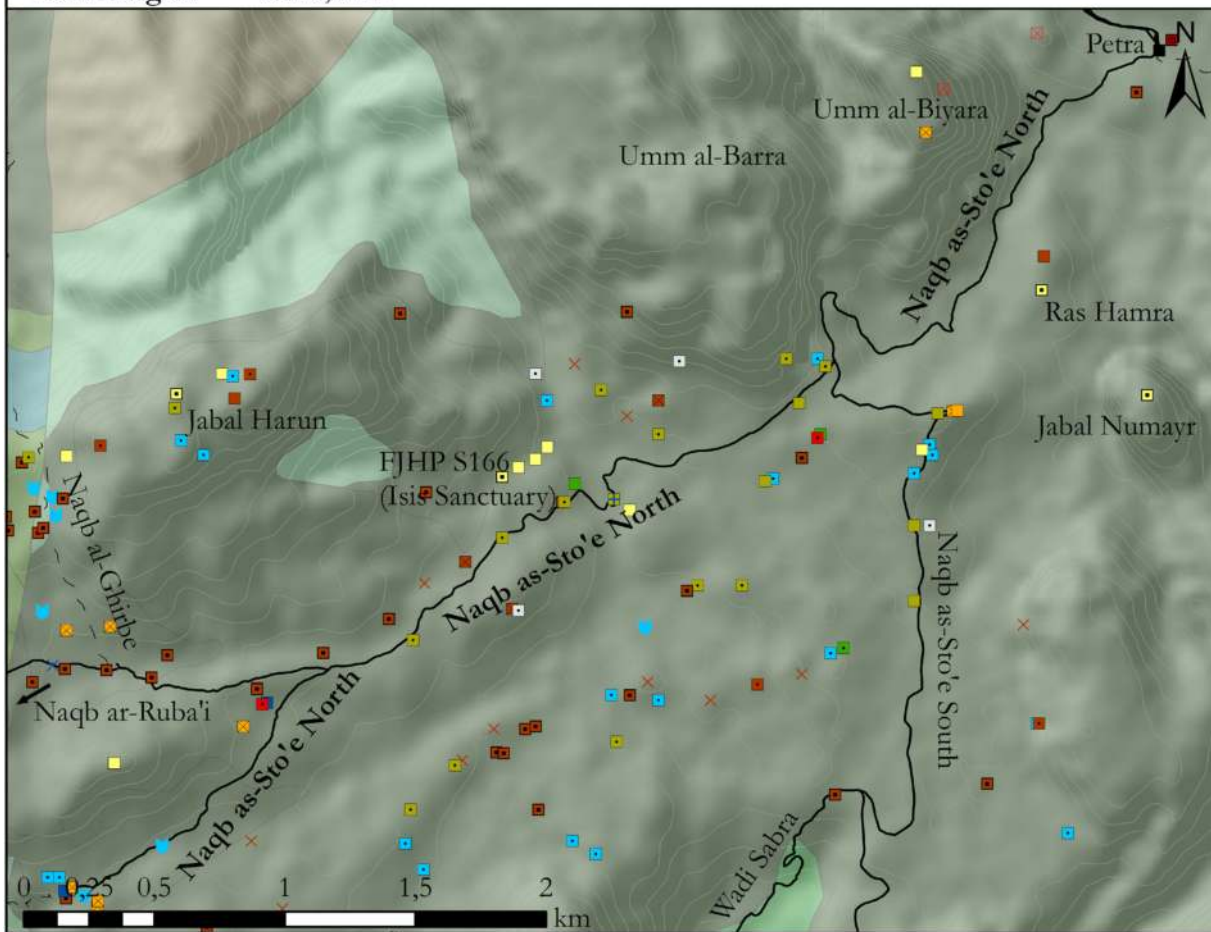 Petra
N
Umm al-Biyara
Umm al-Barra
Naqb as-Sto'e North
Ras Hamra
Jabal Harun
Jabal Numayr
FJHP S166
(Isis Sanctuary)
Naqb as-Sto'e North
Naqb al-Ghirbe
Naqb as-Sto'e South
Naqb ar-Ruba'i
Naqb as-Sto'e North
Wadi Sabra
0 0,25 0,5 1 1,5 2
km